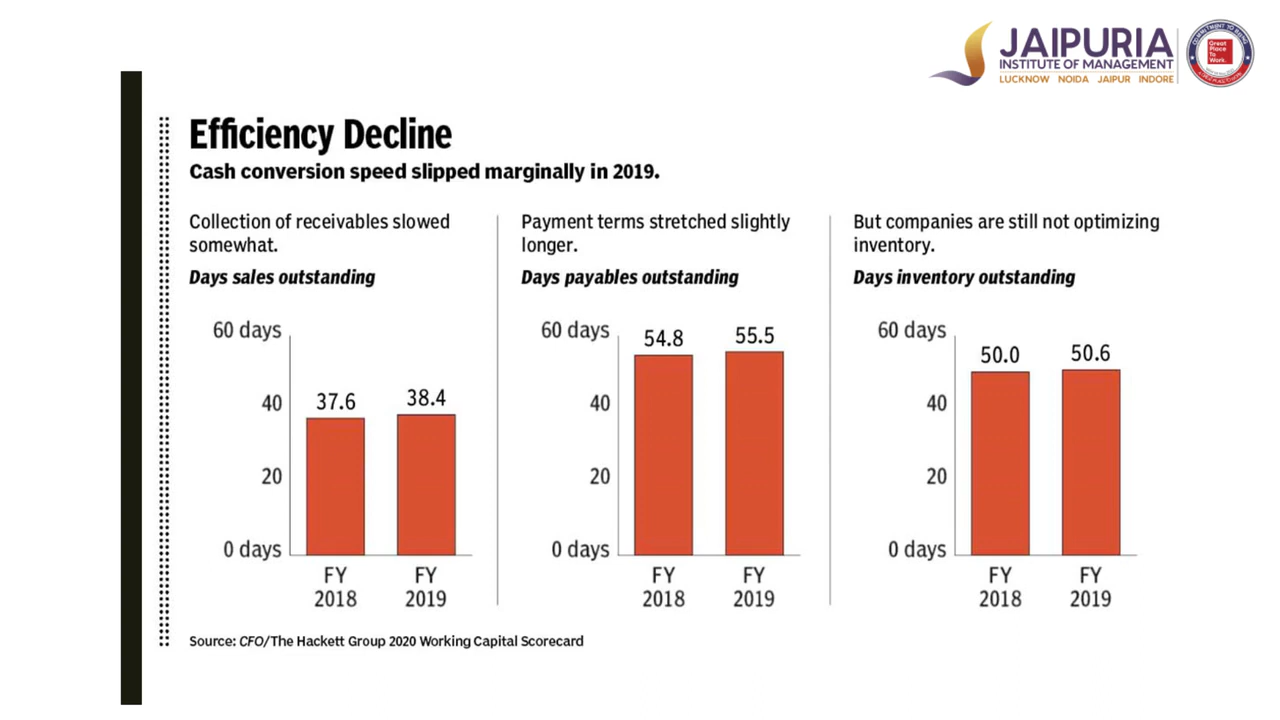 JAIPURIA
INSTITUTE OF MANAGEMENT
LUCKNOW NOIDA JAIPUR INDORE
Great
Place
To
Work.
Efficiency Decline
Cash conversion speed slipped marginally in 2019.
Collection of receivables slowed
somewhat.
Days sales outstanding
60 days
40
20
0 days
37.6
38.4
FY
2018
FY
2019
Payment terms stretched slightly
longer.
Days payables outstanding
60 days
40
20
0 days
54.8
55.5
FY
2018
FY
2019
But companies are still not optimizing
inventory.
Days inventory outstanding
60 days
40
20
0 days
50.0
50.6
FY
2018
FY
2019
Source: CFO/The Hackett Group 2020 Working Capital Scorecard